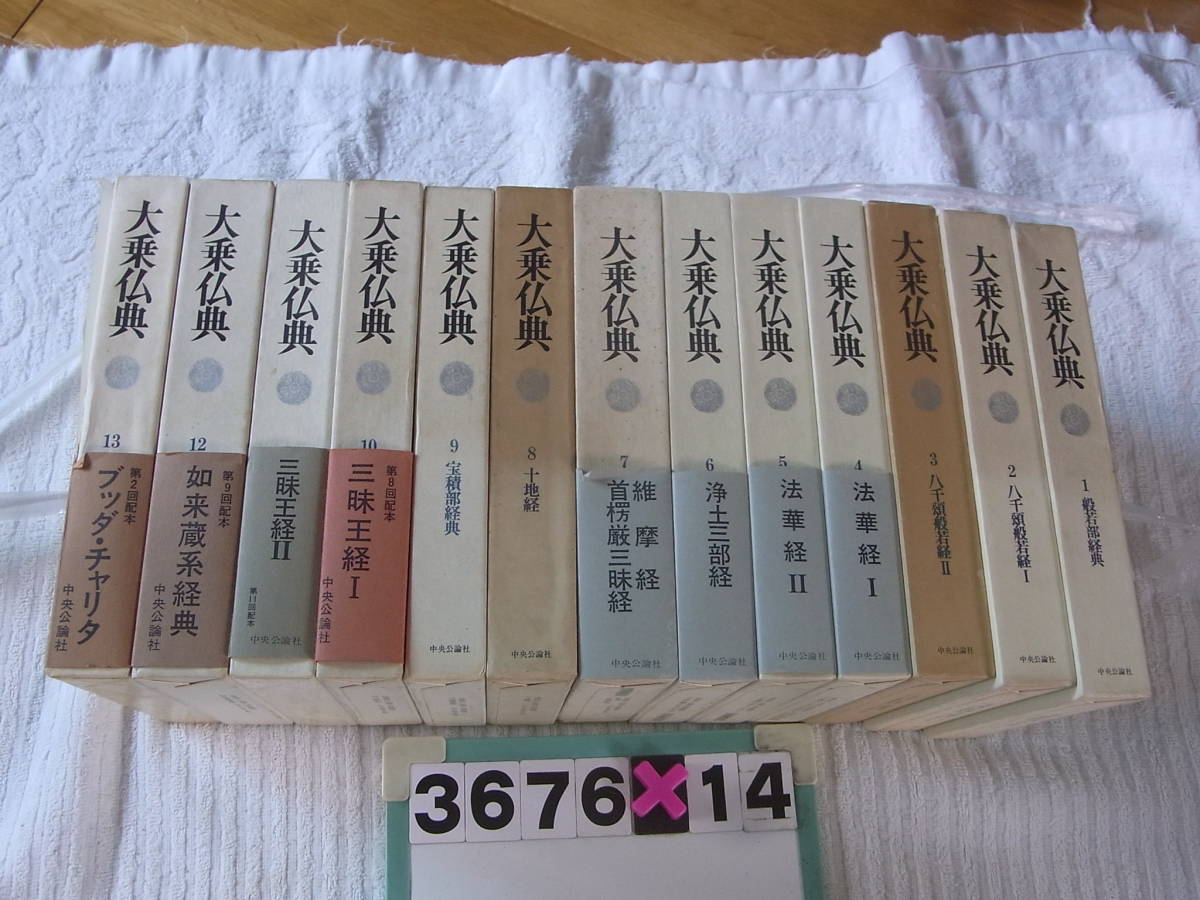 大乗仏典
13
第2回配本
ブッダ・チャリタ
中央公論社
大乗仏典
12
第9回配本
如来蔵系経典
中央公論社
大乗仏典
三昧王経II
第11回配本
中央公論社
大乗仏典
10
第8回配本
三昧王経I
中央公論社
大乗仏典
9 宝積部経典
中央公論社
大乗仏典
8 十地経
中央公論社
大乗仏典
7
維摩経
首楞厳三昧経
中央公論社
大乗仏典
6
浄土三部経
中央公論社
大乗仏典
5
法華経II
中央公論社
大乗仏典
4
法華経I
中央公論社
大乗仏典
3 八千頌般若経II
中央公論社
大乗仏典
2 八千頌般若経I
中央公論社
大乗仏典
1 般若部経典
中央公論社
3676×14